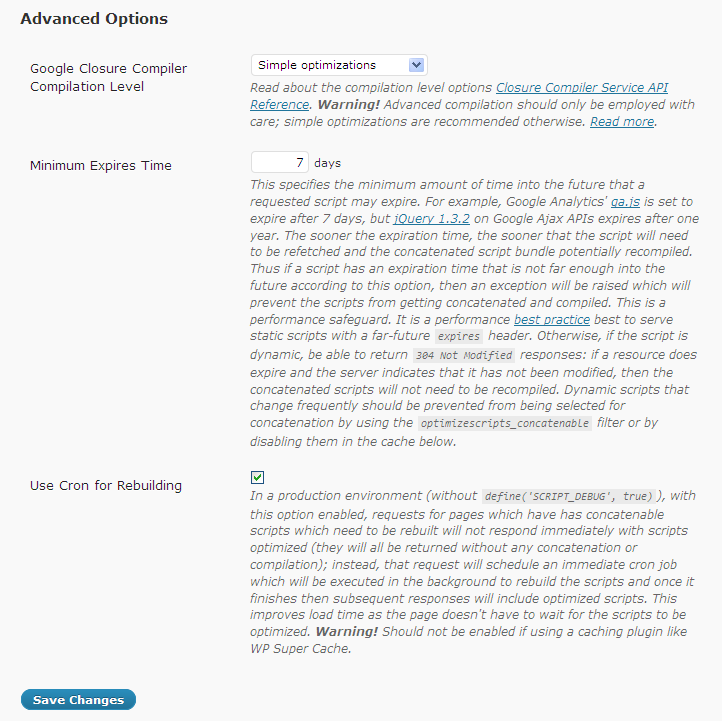 Advanced Options
Google Closure Compiler
Compilation Level
Simple optimizations
Read about the compilation level options Closure Compiler Service API
Reference. Warning! Advanced compilation should only be employed with
care; simple optimizations are recommended otherwise. Read more.
Minimum Expires Time
7 days
This specifies the minimum amount of time into the future that a
requested script may expire. For example, Google Analytics' ga.js is set to
expire after 7 days, but jQuery 1.3.2 on Google Ajax APIs expires after one
year. The sooner the expiration time, the sooner that the script will need
to be refetched and the concatenated script bundle potentially recompiled.
Thus if a script has an expiration time that is not far enough into the
future according to this option, then an exception will be raised which will
prevent the scripts from getting concatenated and compiled. This is a
performance safeguard. It is a performance best practice best to serve
static scripts with a far-future expires header. Otherwise, if the script is
dynamic, be able to return 304 Not Modified responses: if a resource does
expire and the server indicates that it has not been modified, then the
concatenated scripts will not need to be recompiled. Dynamic scripts that
change frequently should be prevented from being selected for
concatenation by using the optimizescripts_concatenable filter or by
disabling them in the cache below.
Use Cron for Rebuilding
In a production environment (without define('SCRIPT_DEBUG', true)), with
this option enabled, requests for pages which have has concatenable
scripts which need to be rebuilt will not respond immediately with scripts
optimized (they will all be returned without any concatenation or
compilation); instead, that request will schedule an immediate cron job
which will be executed in the background to rebuild the scripts and once it
finishes then subsequent responses will include optimized scripts. This
improves load time as the page doesn't have to wait for the scripts to be
optimized. Warning! Should not be enabled if using a caching plugin like
WP Super Cache.
Save Changes